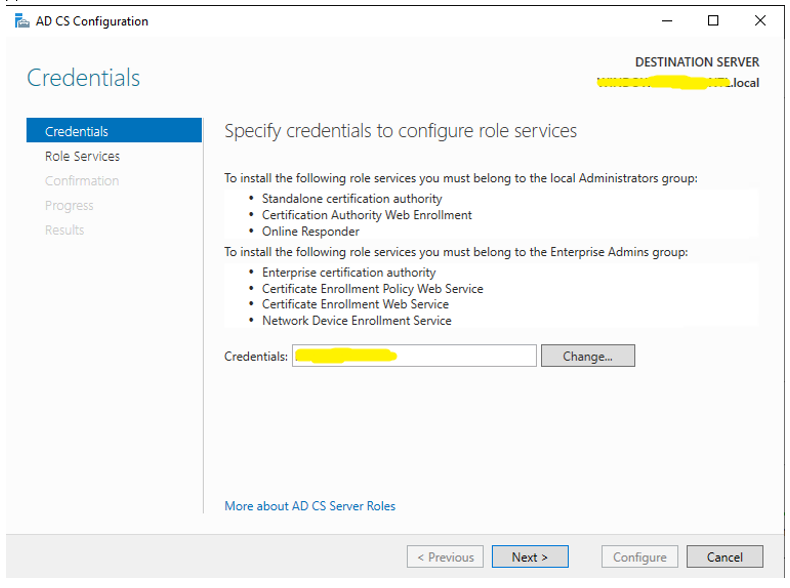 AD CS Configuration
Credentials
DESTINATION SERVER
.local
Credentials
Role Services
Confirmation
Progress
Results
Specify credentials to configure role services
To install the following role services you must belong to the local Administrators group:
• Standalone certification authority
• Certification Authority Web Enrollment
• Online Responder
To install the following role services you must belong to the Enterprise Admins group:
• Enterprise certification authority
• Certificate Enrollment Policy Web Service
• Certificate Enrollment Web Service
• Network Device Enrollment Service
Credentials:
Change...
More about AD CS Server Roles
< Previous
Next >
Configure
Cancel